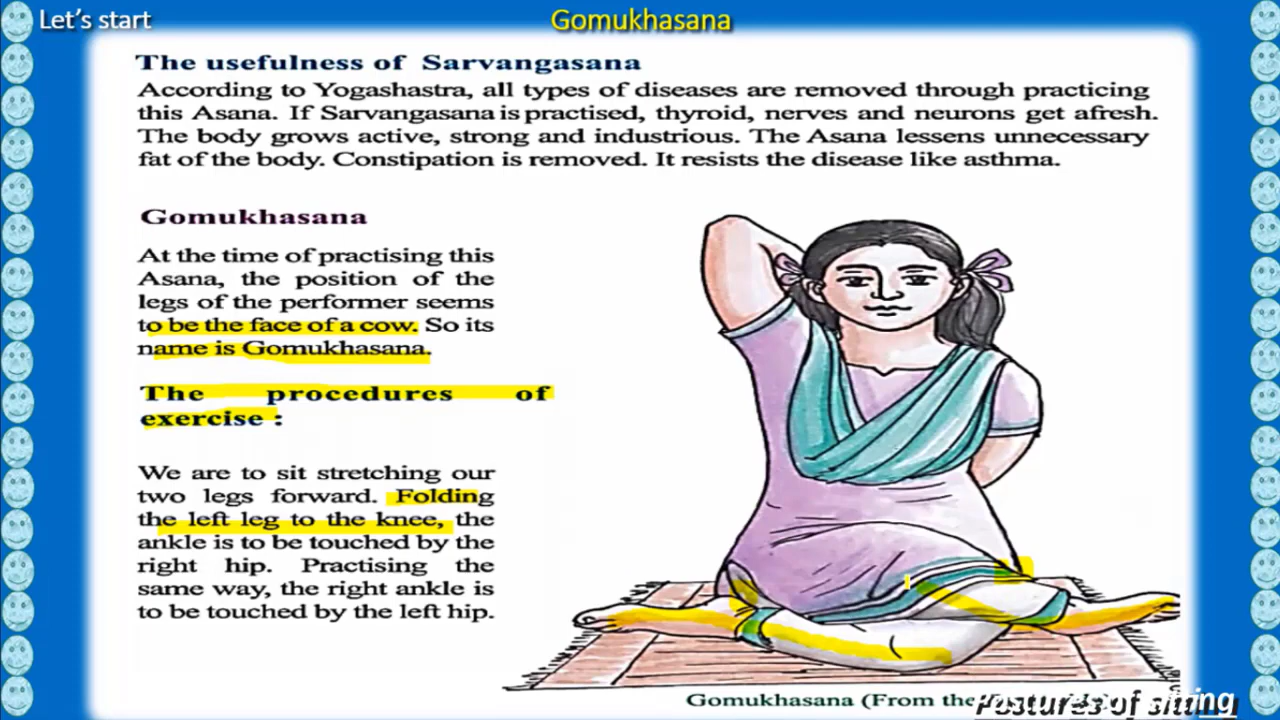 Let's start
Gomukhasana
The usefulness of Sarvangasana
According to Yogashastra, all types of diseases are removed through practicing
this Asana. If Sarvangasana is practised, thyroid, nerves and neurons get afresh.
The body grows active, strong and industrious. The Asana lessens unnecessary
fat of the body. Constipation is removed. It resists the disease like asthma.
Gomukhasana
At the time of practising this
Asana, the position of the
legs of the performer seems
to be the face of a cow. So its
name is Gomukhasana.
The procedures of
exercise :
We are to sit stretching our
two legs forward. Folding
the left leg to the knee, the
ankle is to be touched by the
right hip. Practising the
same way, the right ankle is
to be touched by the left hip.
Gomukhasana (From the
Postures of sitting